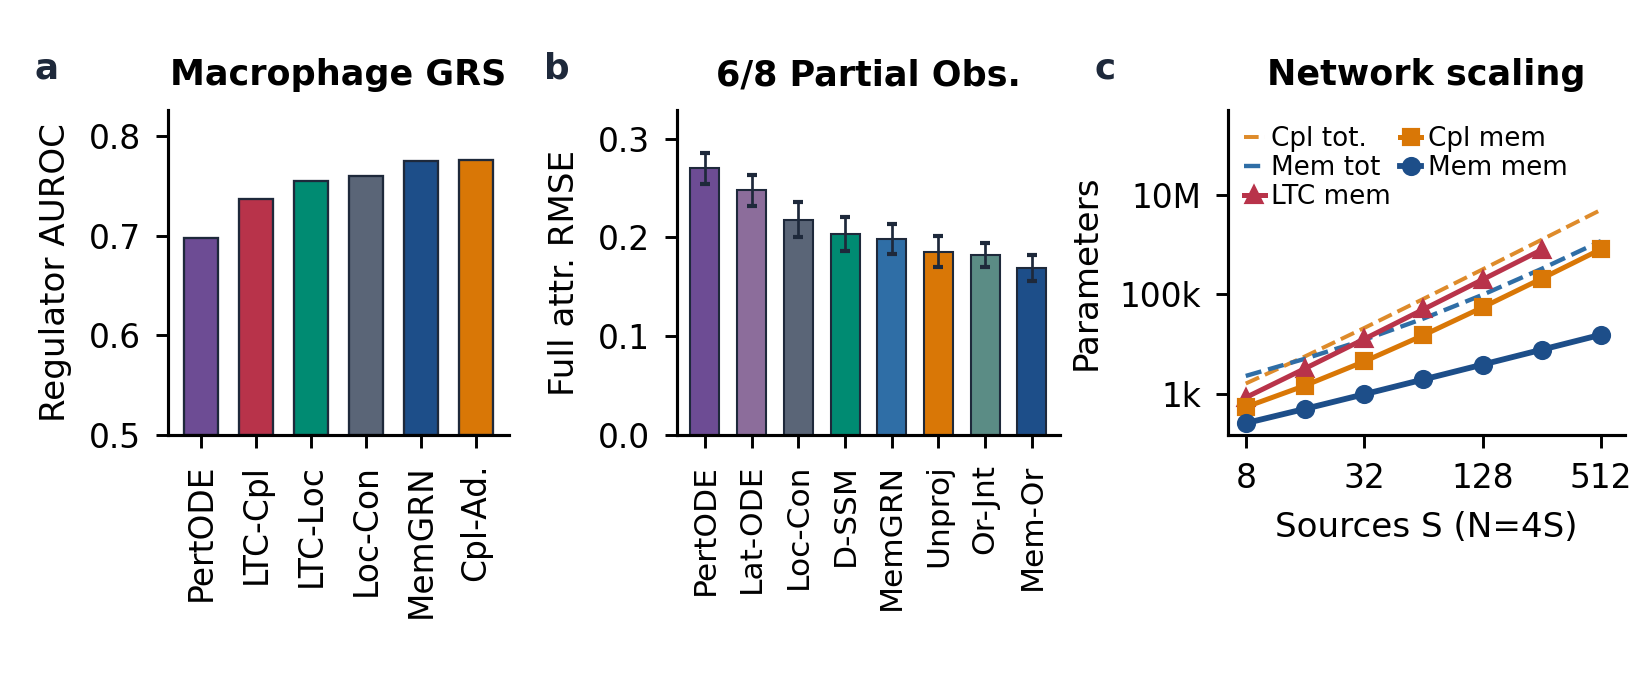 a
Macrophage GRS
Regulator AUROC
0.8
0.7
0.6
0.5
PertODE
LTC-Cpl
LTC-Loc
Loc-Con
MemGRN
Cpl-Ad.
b
6/8 Partial Obs.
Full attr. RMSE
0.3
0.2
0.1
0.0
PertODE
Lat-ODE
Loc-Con
D-SSM
MemGRN
Unproj
Or-Jnt
Mem-Or
c
Network scaling
Parameters
10M
100k
1k
Cpl tot.
Mem tot
LTC mem
Cpl mem
Mem mem
8
32
128
512
Sources S (N=4S)